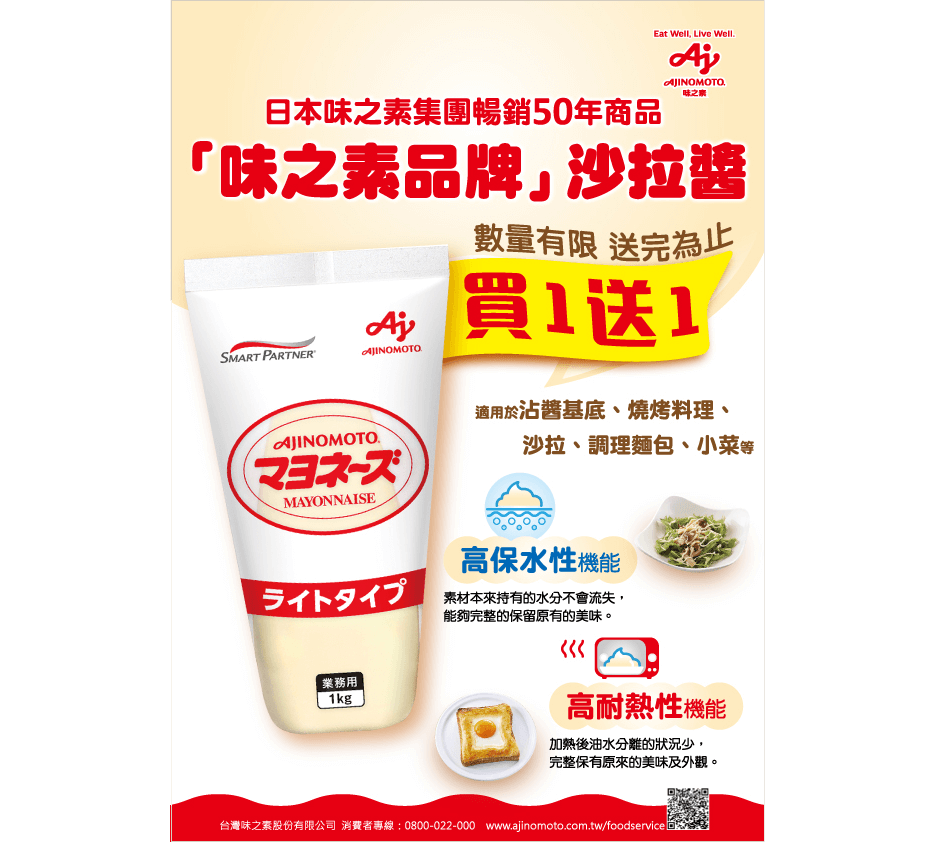 Eat Well, Live Well.
AJINOMOTO.
味之素
日本味之素集團暢銷50年商品
「味之素品牌」沙拉醬
數量有限 送完為止
買1送1
SMART PARTNER
AJINOMOTO
AJINOMOTO.
マヨネーズ
MAYONNAISE
ライトタイプ
業務用
1kg
適用於沾醬基底、燒烤料理、
沙拉、調理麵包、小菜等
高保水性機能
素材本來持有的水分不會流失，
能夠完整的保留原有的美味。
高耐熱性機能
加熱後油水分離的狀況少，
完整保有原來的美味及外觀。
台灣味之素股份有限公司 消費者專線：0800-022-000 www.ajinomoto.com.tw/foodservice